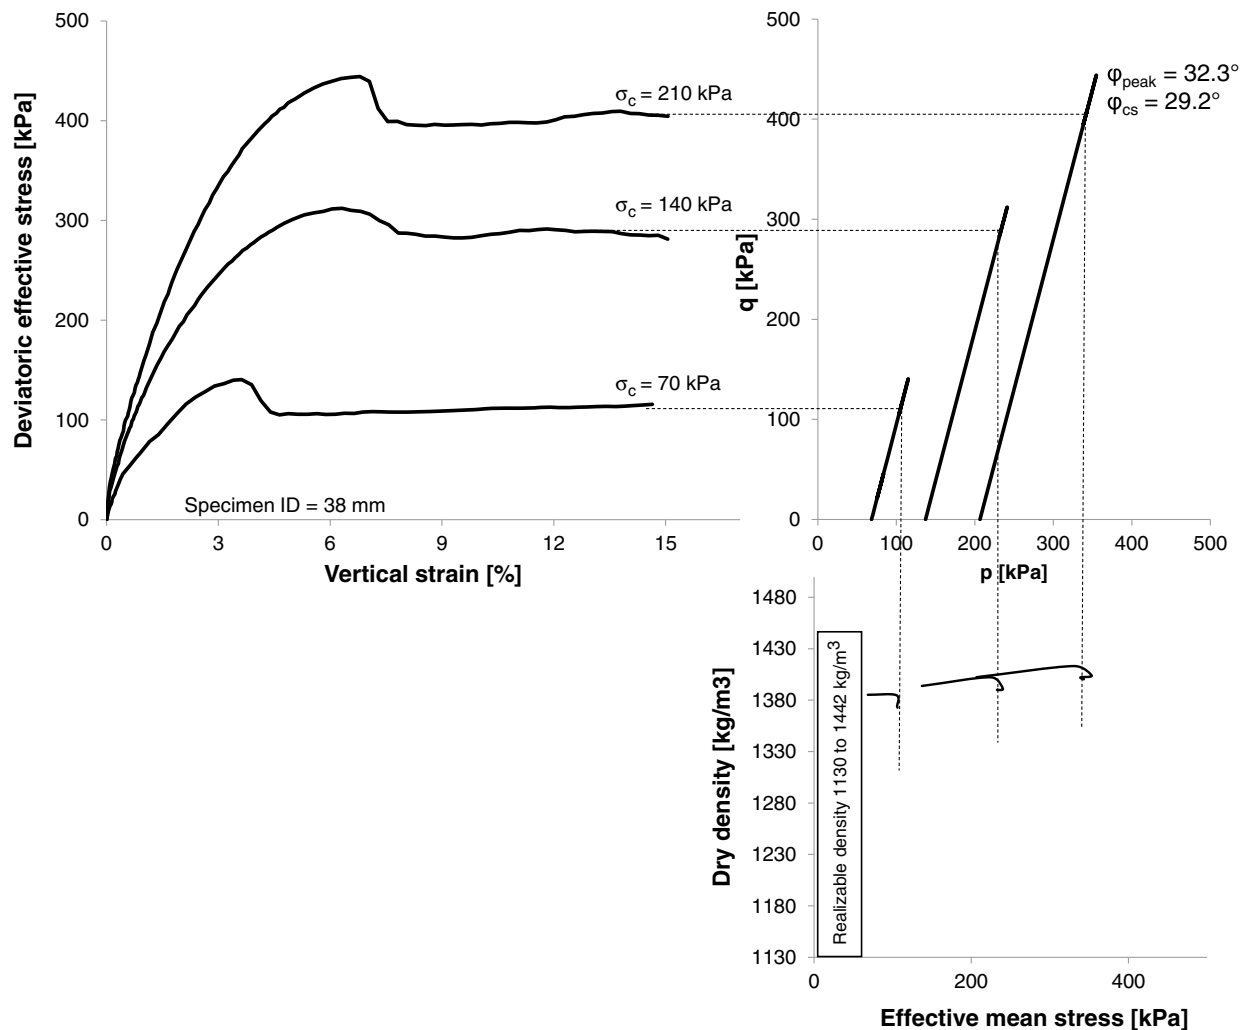 Deviatoric effective stress [kPa]
500
400
300
200
100
0
σc = 210 kPa
σc = 140 kPa
σc = 70 kPa
Specimen ID = 38 mm
0 3 6 9 12 15
Vertical strain [%]
q [kPa]
500
400
300
200
100
0
φpeak = 32.3°
φcs = 29.2°
0 100 200 300 400 500
p [kPa]
Dry density [kg/m3]
1480
1430
1380
1330
1280
1230
1180
1130
Realizable density 1130 to 1442 kg/m³
0 200 400
Effective mean stress [kPa]